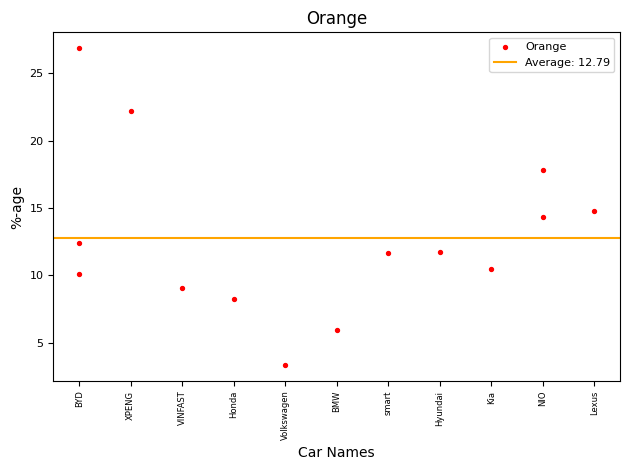 Orange
Orange
Average: 12.79
%-age
25
20
15
10
5
BYD
XPENG
VINFAST
Honda
Volkswagen
BMW
smart
Hyundai
Kia
NIO
Lexus
Car Names